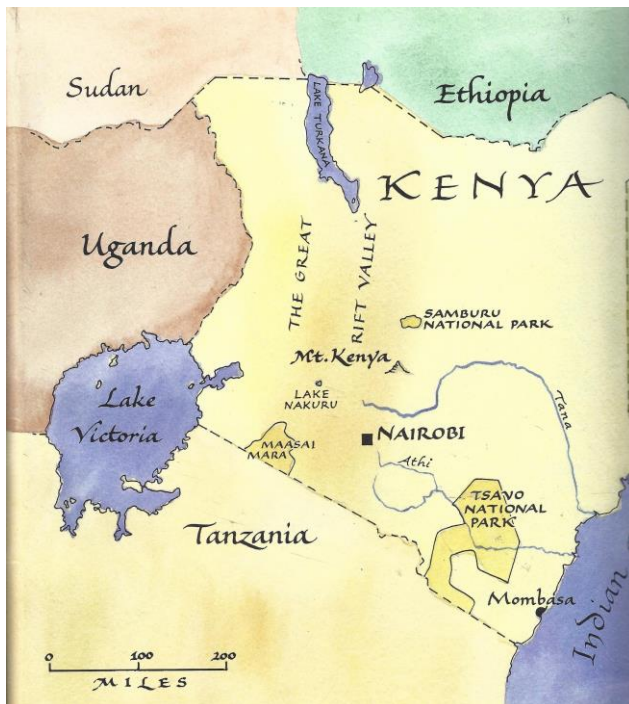 Sudan
Ethiopia
LAKE TURKANA
KENYA
Uganda
THE GREAT
RIFT VALLEY
SAMBURU
NATIONAL PARK
Mt. Kenya
LAKE
NAKURU
Lake
Victoria
Tana
NAIROBI
MAASAI
MARA
Athi
TSAVO
NATIONAL
PARK
Tanzania
Mombasa
Indian
0 100 200
MILES